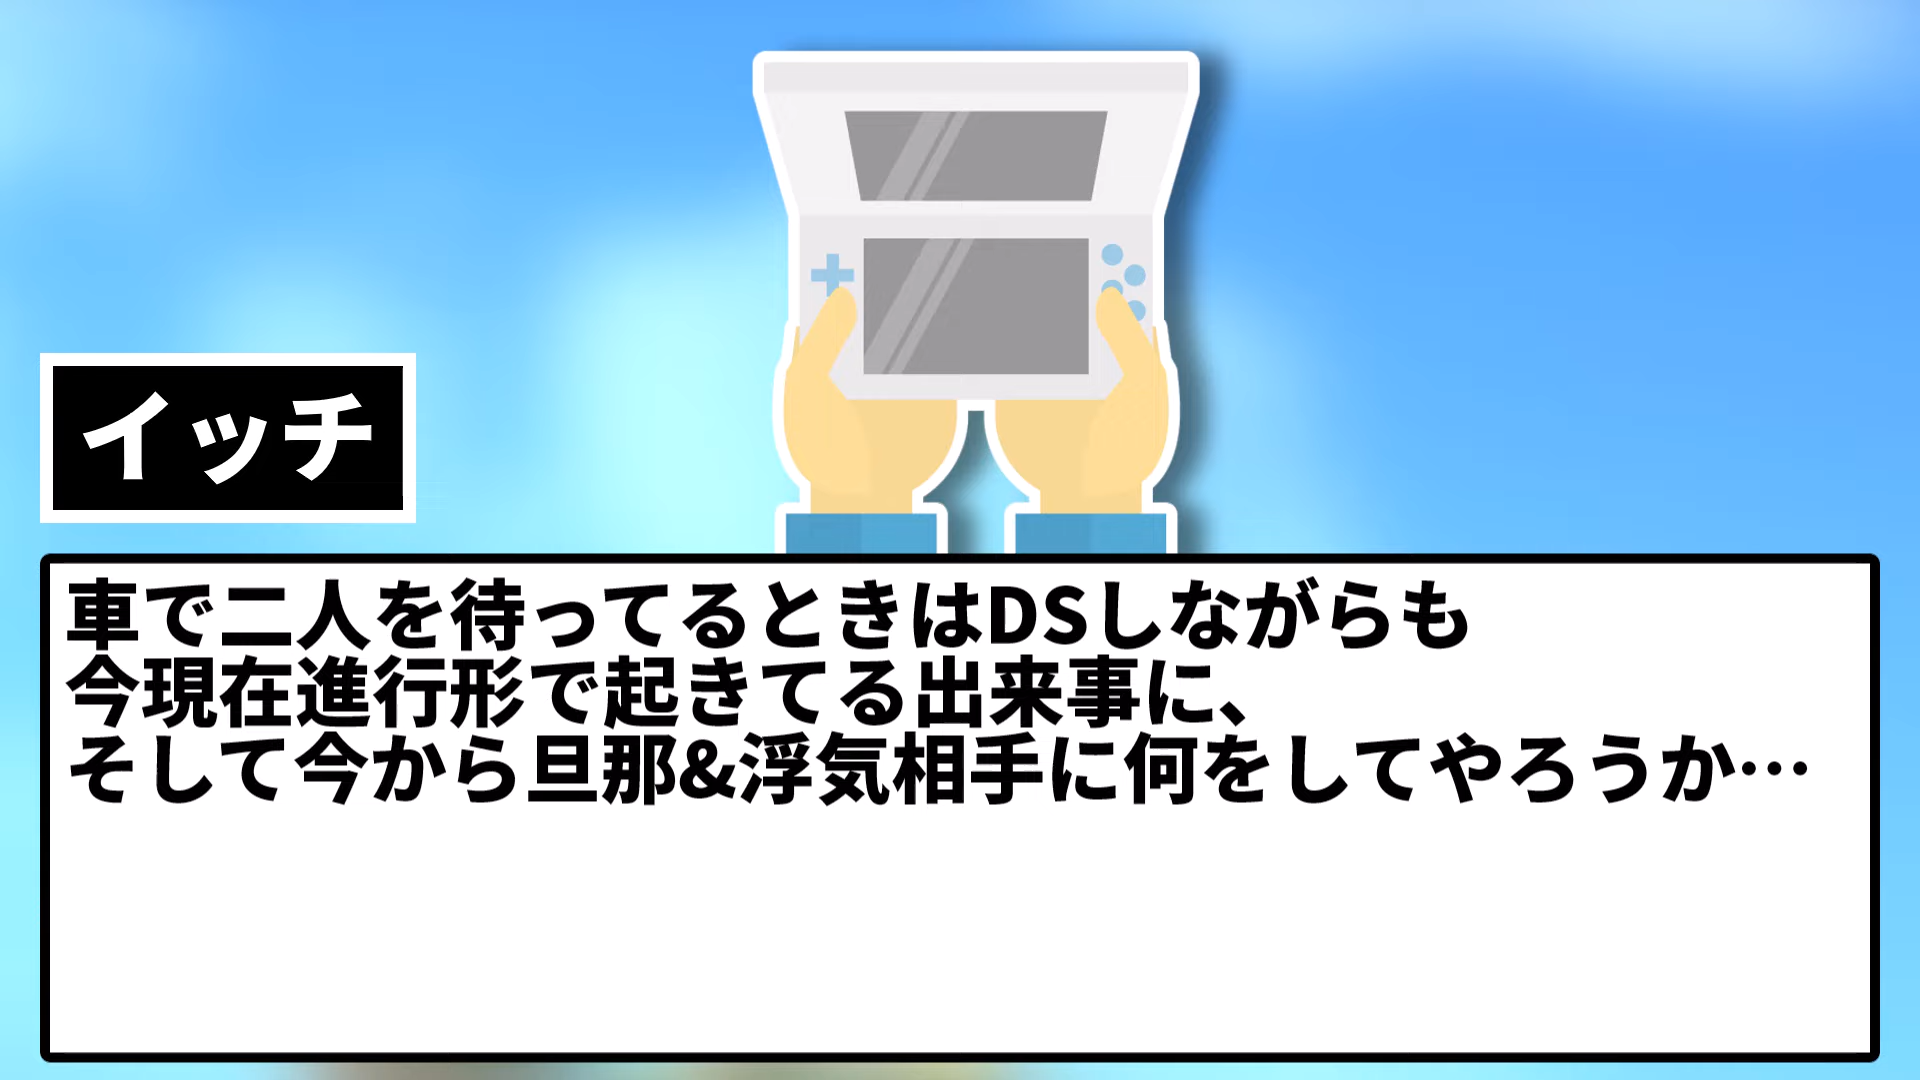 イッチ
車で二人を待ってるときはDSしながらも
今現在進行形で起きてる出来事に、
そして今から旦那&浮気相手に何をしてやろうか…